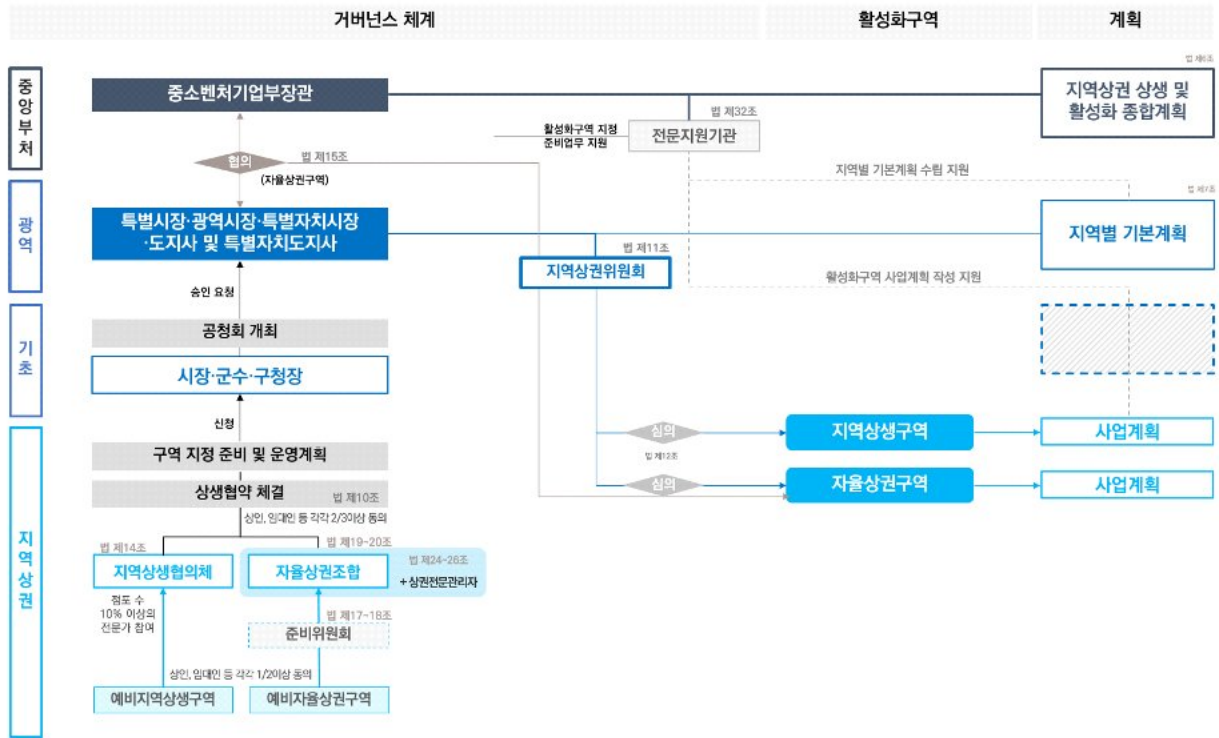 거버넌스 체계
활성화구역
계획
중앙부처
중소벤처기업부장관
법 제6조
지역상권 상생 및
활성화 종합계획
법 제32조
활성화구역 지정
준비업무 지원
전문지원기관
협의
법 제15조
(자율상권구역)
지역별 기본계획 수립 지원
광역
특별시장·광역시장·특별자치시장
·도지사 및 특별자치도지사
법 제7조
지역별 기본계획
법 제11조
지역상권위원회
활성화구역 사업계획 작성 지원
승인 요청
기초
공청회 개최
시장·군수·구청장
신청
지역상권
구역 지정 준비 및 운영계획
심의
지역상생구역
사업계획
법 제12조
상생협약 체결
법 제10조
심의
자율상권구역
사업계획
상인, 임대인 등 각각 2/3이상 동의
법 제14조
법 제19~20조
지역상생협의체
자율상권조합
법 제24~26조
+ 상권전문관리자
점포 수
10% 이상의
전문가 참여
법 제17~18조
준비위원회
상인, 임대인 등 각각 1/2이상 동의
예비지역상생구역
예비자율상권구역